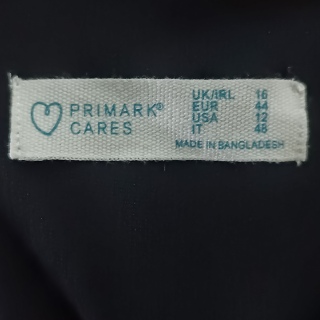 PRIMARK®
CARES
UK/IRL 16
EUR 44
USA 12
IT 48
MADE IN BANGLADESH